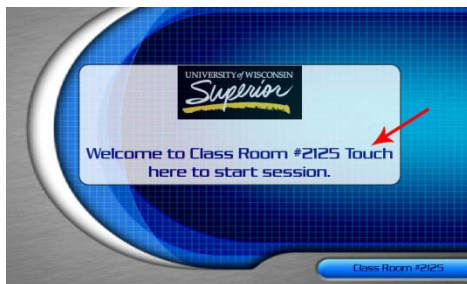 UNIVERSITY of WISCONSIN
Superior
Welcome to Class Room #2125 Touch
here to start session.
Class Room #2125